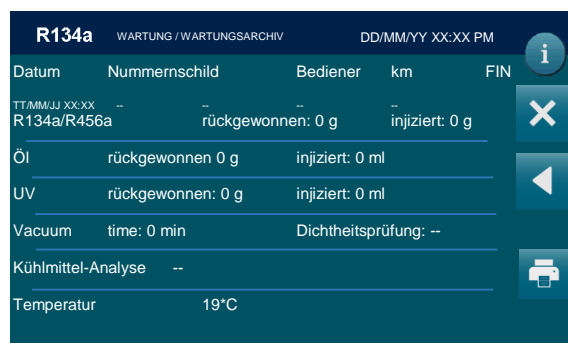 R134a WARTUNG / WARTUNGSARCHIV DD/MM/YY XX:XX PM
i
Datum Nummernschild Bediener km FIN
TT/MM/JJ XX:XX -- -- -- --
R134a/R456a rückgewonnen: 0 g injiziert: 0 g
Öl rückgewonnen 0 g injiziert: 0 ml
UV rückgewonnen: 0 g injiziert: 0 ml
Vacuum time: 0 min Dichtheitsprüfung: --
Kühlmittel-Analyse --
Temperatur 19*C